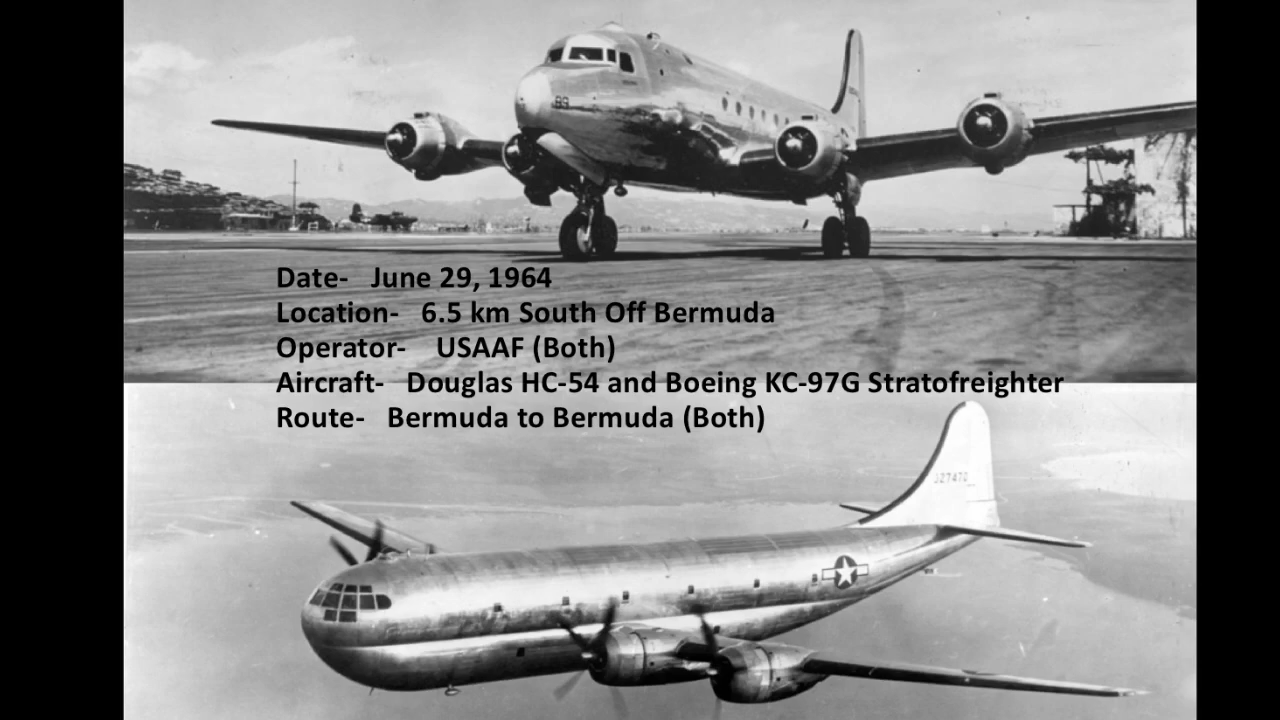 89
Date- June 29, 1964
Location- 6.5 km South Off Bermuda
Operator- USAAF (Both)
Aircraft- Douglas HC-54 and Boeing KC-97G Stratofreighter
Route- Bermuda to Bermuda (Both)